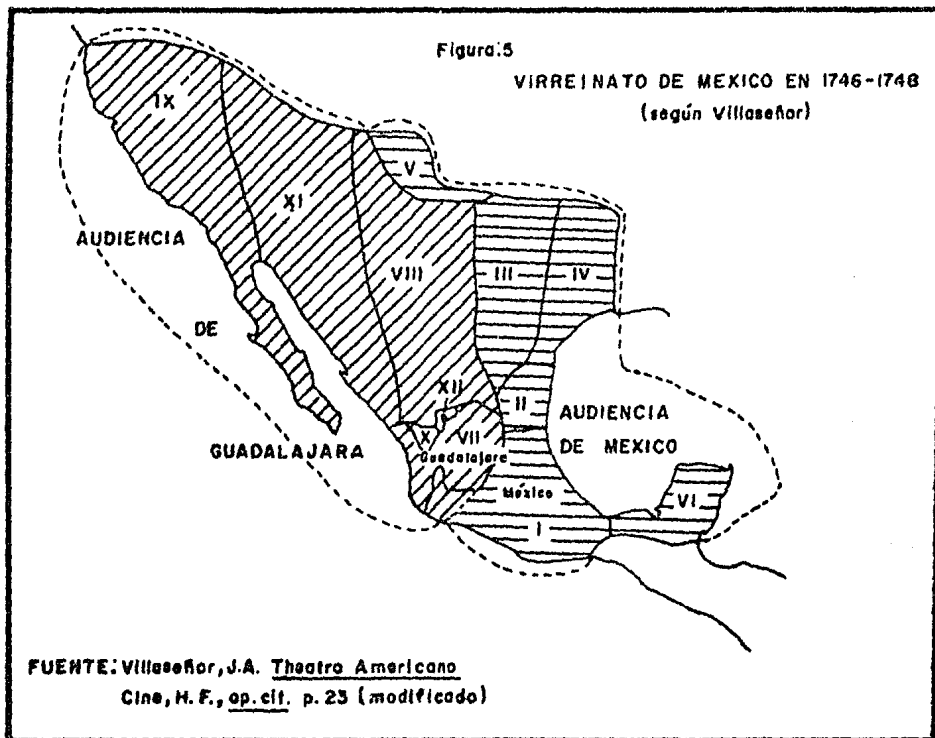 Figura:5
VIRREINATO DE MEXICO EN 1746-1748
(según Villaseñor)
IX
V
XI
AUDIENCIA
VIII
III
IV
DE
XII
II
AUDIENCIA
X
VII
DE MEXICO
GUADALAJARA
Guadalajara
México
VI
I
FUENTE: Villaseñor, J.A. Theatro Americano
Cine, H. F., op. cit. p. 23 (modificado)